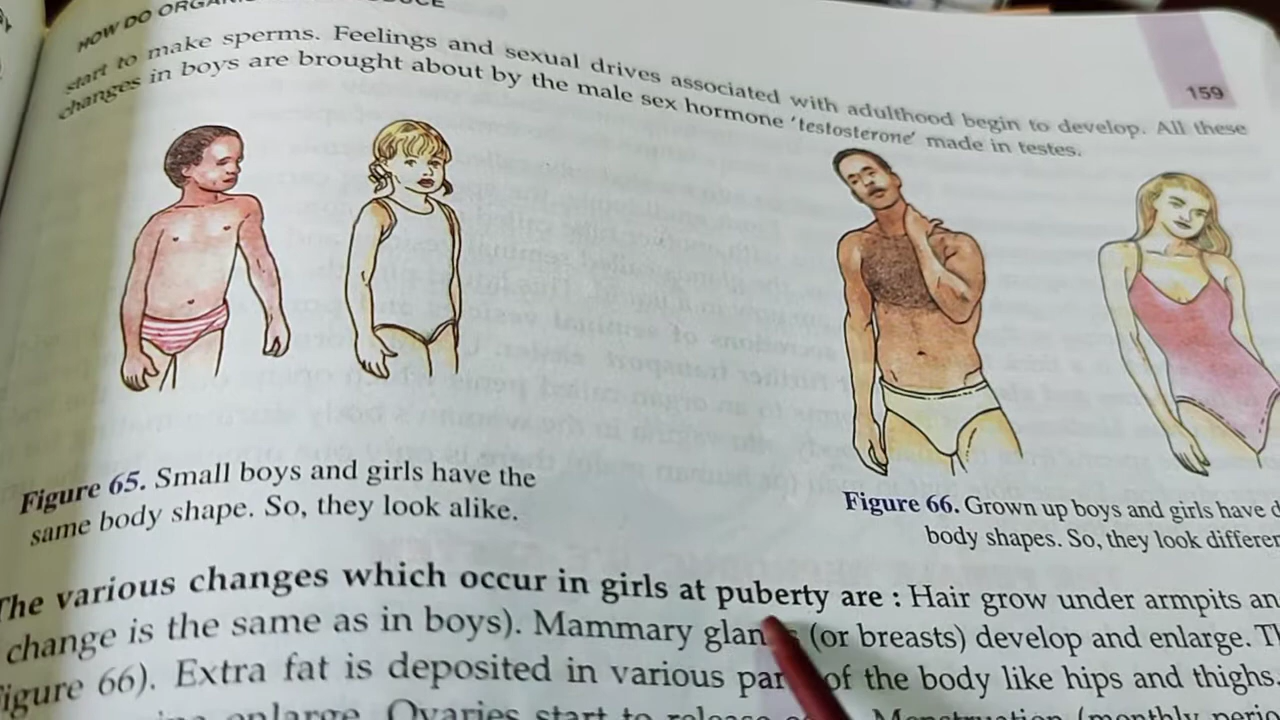 HOW DO ORGANISMS REPRODUCE
159
start to make sperms. Feelings and sexual drives associated with adulthood begin to develop. All these
changes in boys are brought about by the male sex hormone 'testosterone' made in testes.
Figure 65. Small boys and girls have the
same body shape. So, they look alike.
Figure 66. Grown up boys and girls have d
body shapes. So, they look differen
The various changes which occur in girls at puberty are : Hair grow under armpits an
change is the same as in boys). Mammary glan s (or breasts) develop and enlarge. Th
igure 66). Extra fat is deposited in various par of the body like hips and thighs.
enlarge. Ovaries start to release Menstruation (monthly perio